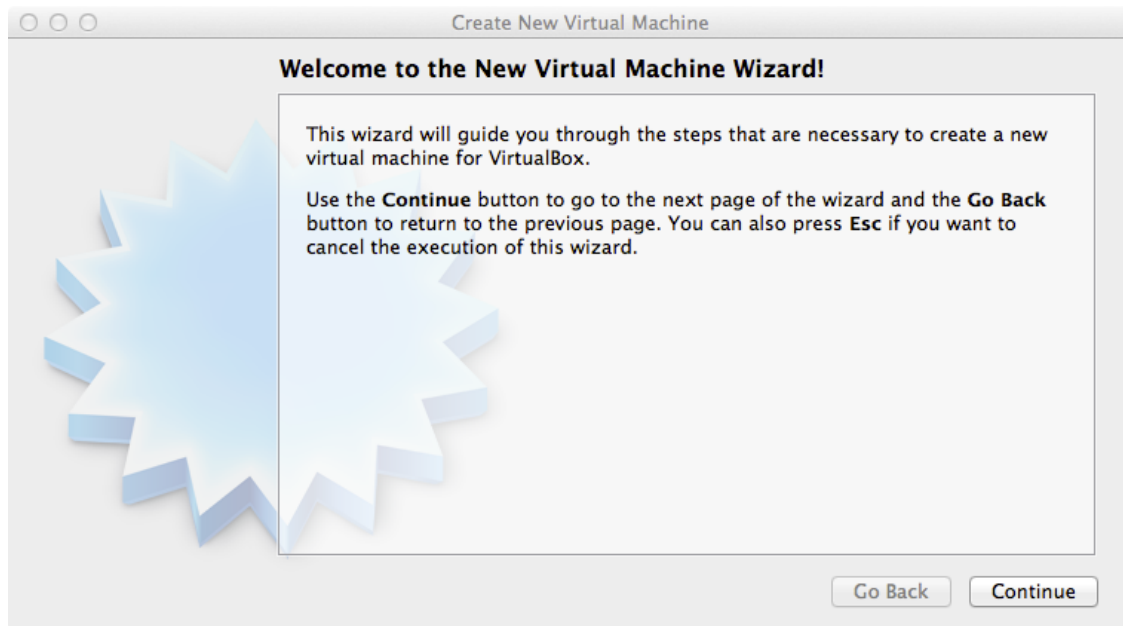 Create New Virtual Machine
Welcome to the New Virtual Machine Wizard!
This wizard will guide you through the steps that are necessary to create a new
virtual machine for VirtualBox.
Use the Continue button to go to the next page of the wizard and the Go Back
button to return to the previous page. You can also press Esc if you want to
cancel the execution of this wizard.
Go Back
Continue